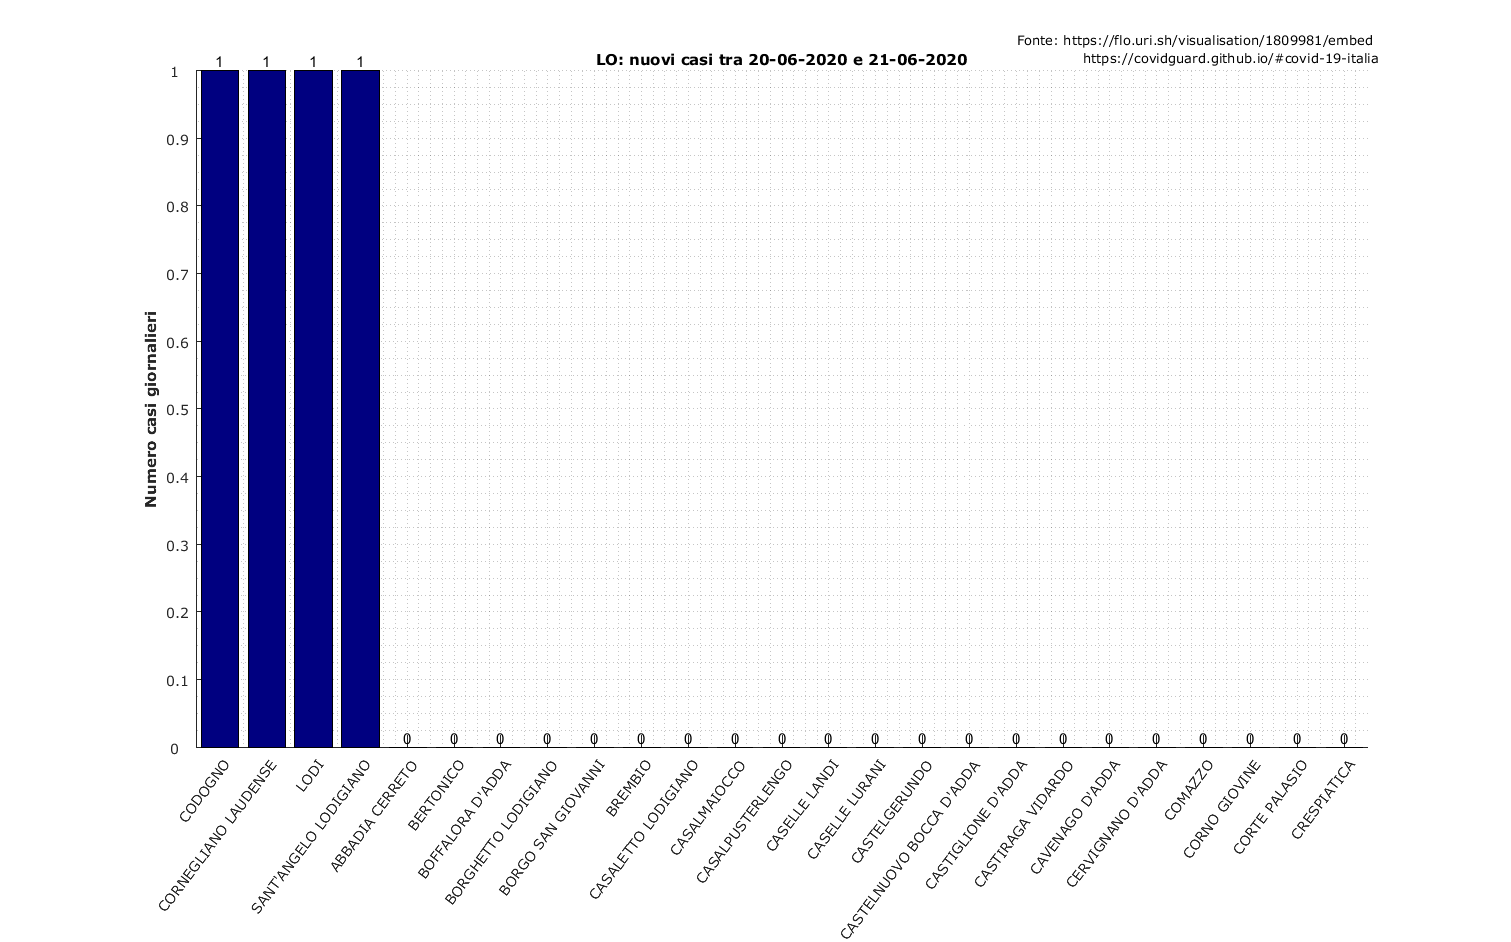 Fonte: https://flo.uri.sh/visualisation/1809981/embed
https://covidguard.github.io/#covid-19-italia
LO: nuovi casi tra 20-06-2020 e 21-06-2020
1 1 1 1 0 0 0 0 0 0 0 0 0 0 0 0 0 0 0 0 0 0 0 0 0
Numero casi giornalieri
1
0.9
0.8
0.7
0.6
0.5
0.4
0.3
0.2
0.1
0
CODOGNO
CORNEGLIANO LAUDENSE
LODI
SANT'ANGELO LODIGIANO
ABBADIA CERRETO
BERTONICO
BOFFALORA D'ADDA
BORGHETTO LODIGIANO
BORGO SAN GIOVANNI
BREMBIO
CASALETTO LODIGIANO
CASALMAIOCCO
CASALPUSTERLENGO
CASELLE LANDI
CASELLE LURANI
CASTELGERUNDO
CASTELNUOVO BOCCA D'ADDA
CASTIGLIONE D'ADDA
CASTIRAGA VIDARDO
CAVENAGO D'ADDA
CERVIGNANO D'ADDA
COMAZZO
CORNO GIOVINE
CORTE PALASIO
CRESPIATICA